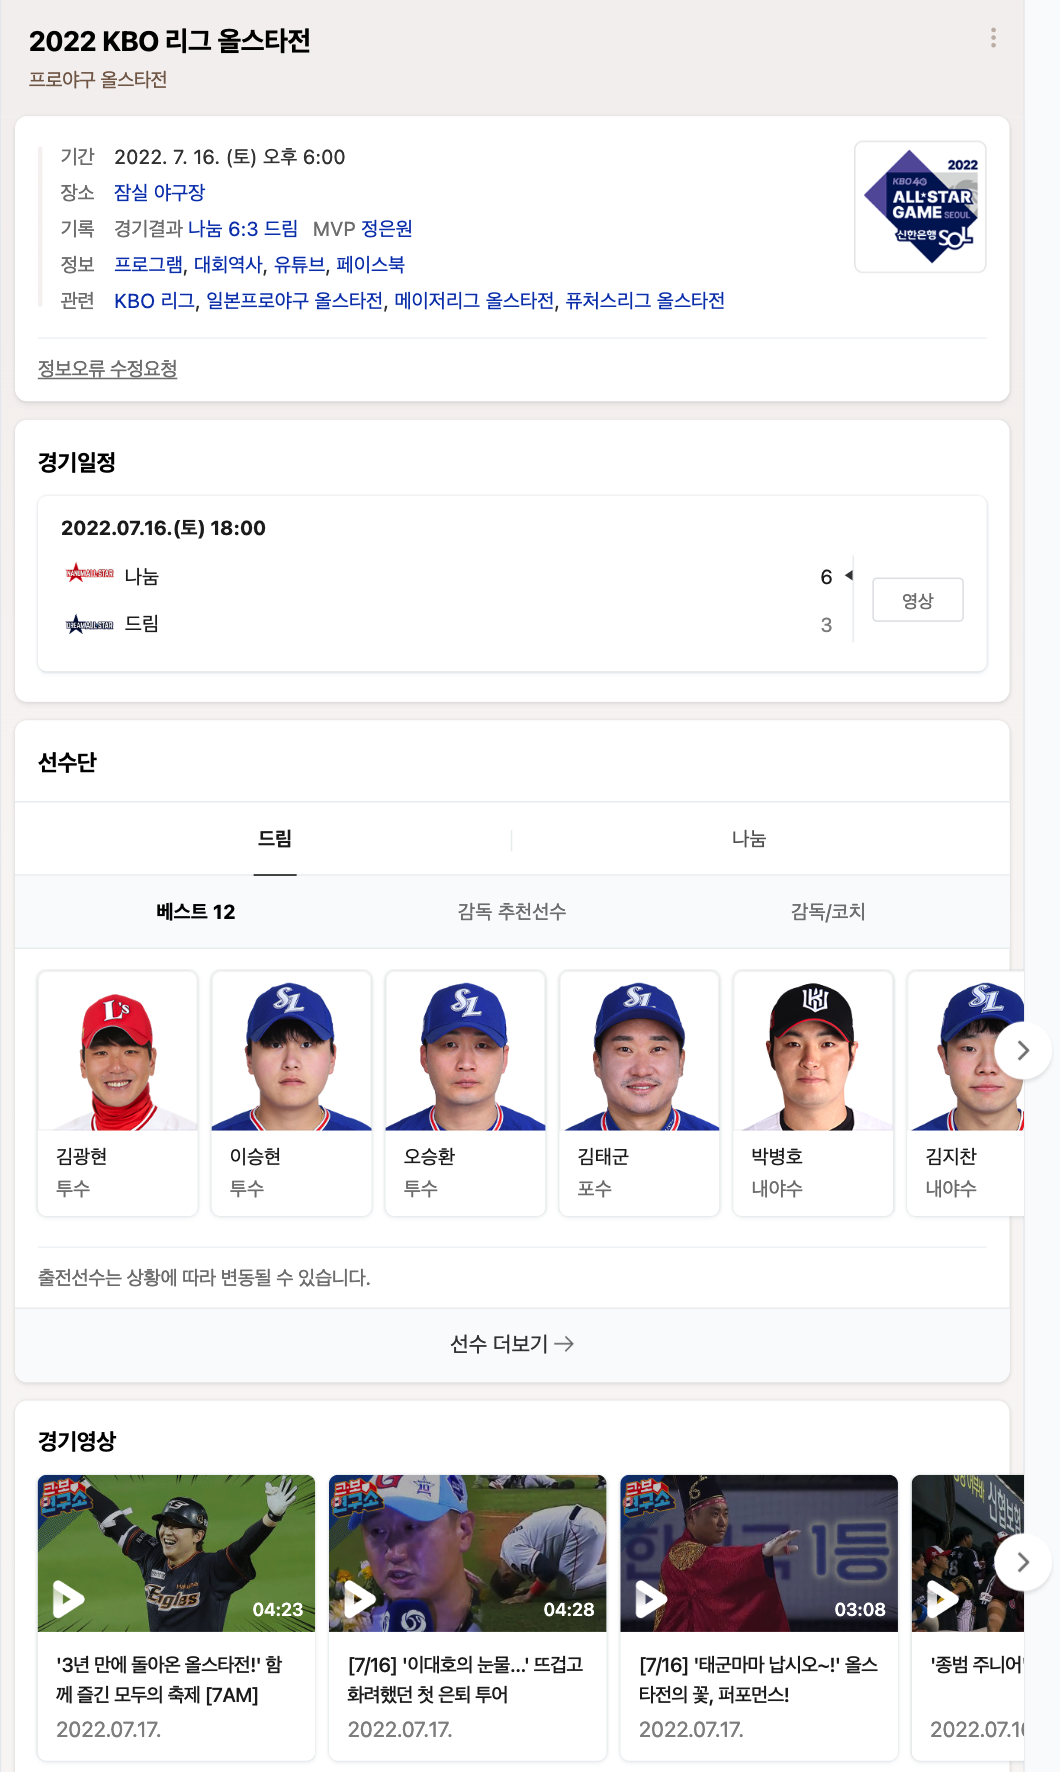 2022 KBO 리그 올스타전
프로야구 올스타전
기간 2022. 7. 16. (토) 오후 6:00
장소 잠실 야구장
기록 경기결과 나눔 6:3 드림 MVP 정은원
정보 프로그램, 대회역사, 유튜브, 페이스북
관련 KBO 리그, 일본프로야구 올스타전, 메이저리그 올스타전, 퓨처스리그 올스타전
2022
KBO 40
ALL★STAR
GAME SEOUL
신한은행 SOL
정보오류 수정요청
경기일정
2022.07.16.(토) 18:00
나눔 6
영상
드림 3
선수단
드림 나눔
베스트 12 감독 추천선수 감독/코치
김광현 이승현 오승환 김태군 박병호 김지찬
투수 투수 투수 포수 내야수 내야수
출전선수는 상황에 따라 변동될 수 있습니다.
선수 더보기
경기영상
Eagles
04:23 04:28 03:08
'3년 만에 돌아온 올스타전!' 함
께 즐긴 모두의 축제 [7AM]
2022.07.17.
[7/16] '이대호의 눈물...' 뜨겁고
화려했던 첫 은퇴 투어
2022.07.17.
[7/16] '태군마마 납시오~!' 올스
타전의 꽃, 퍼포먼스!
2022.07.17.
'종범 주니어'
2022.07.16